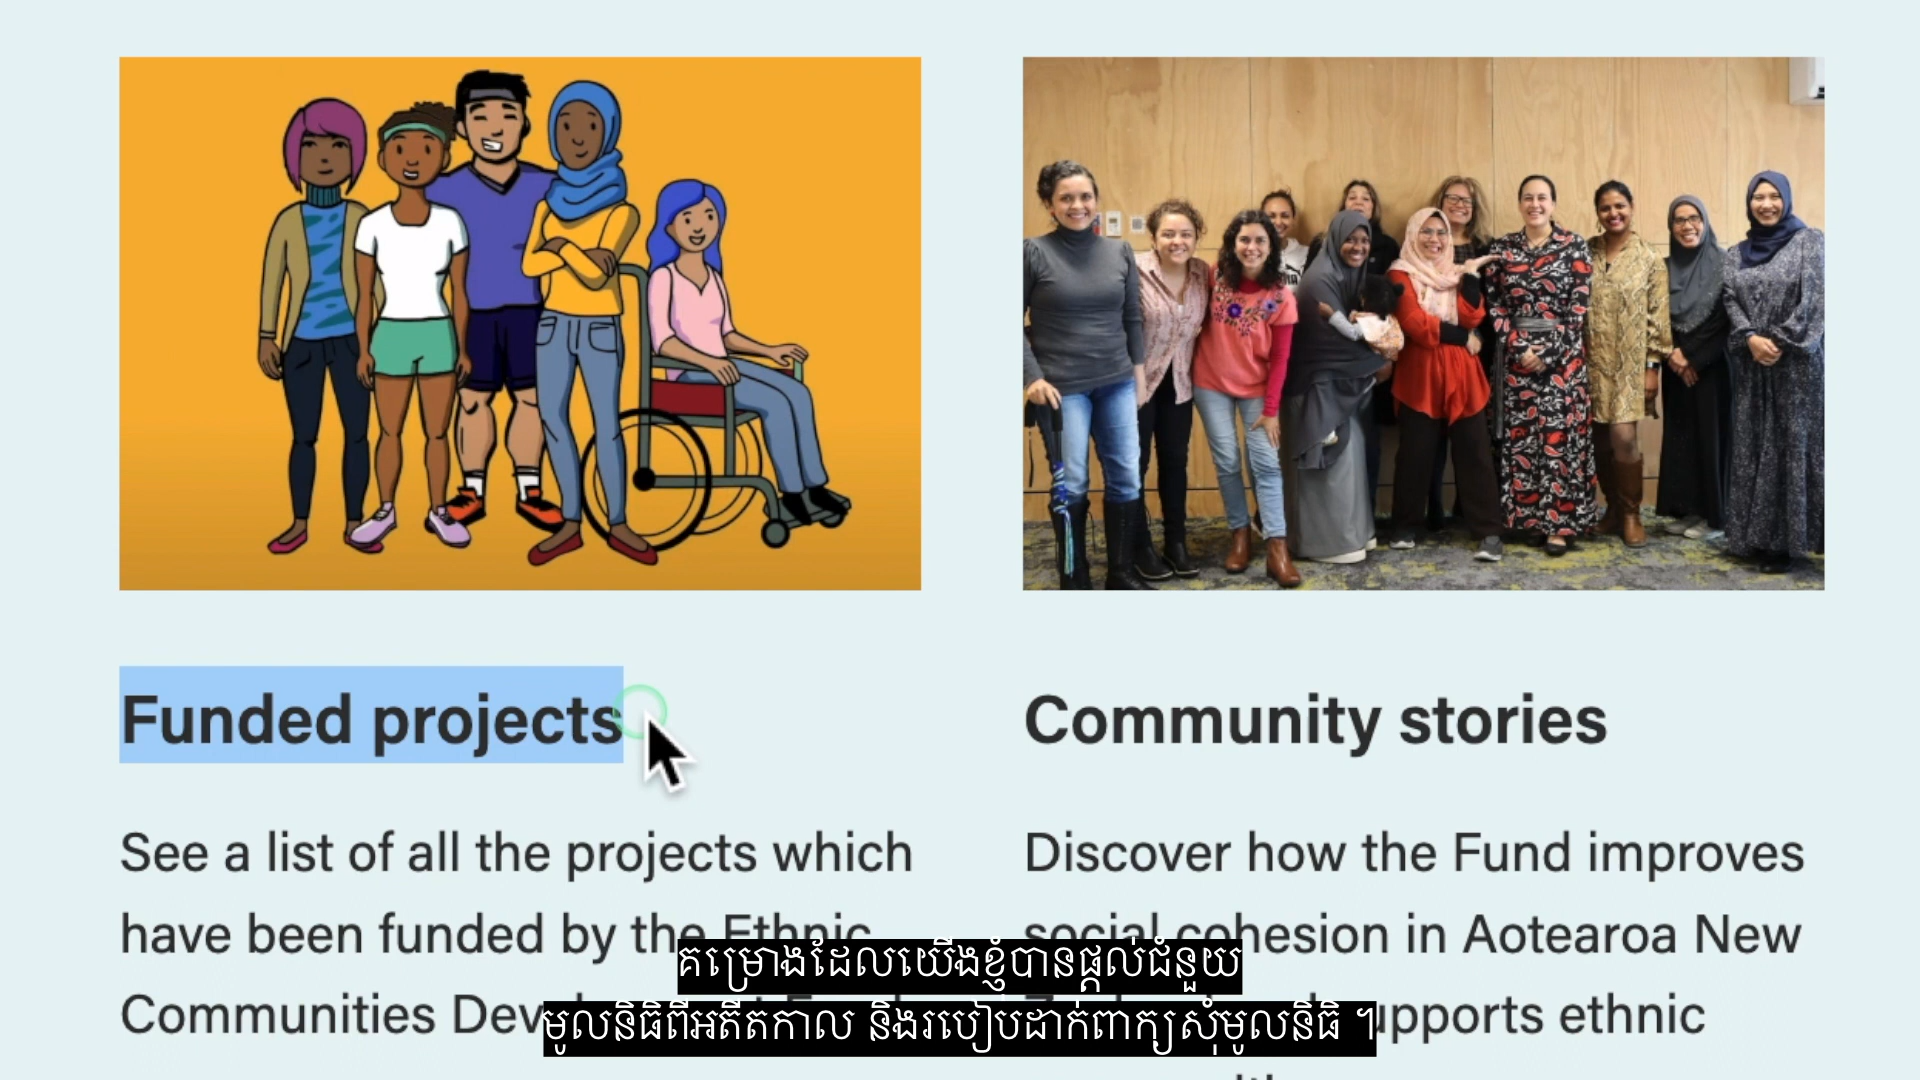 Funded projects
See a list of all the projects which
have been funded by the Ethnic
Communities Dev
Community stories
Discover how the Fund improves
social cohesion in Aotearoa New
upports ethnic
គម្រោងដែលយើងខ្ញុំបានផ្តល់ជំនួយ
មូលនិធិពីអតីតកាល និងរបៀបដាក់ពាក្យសុំមូលនិធិ ។